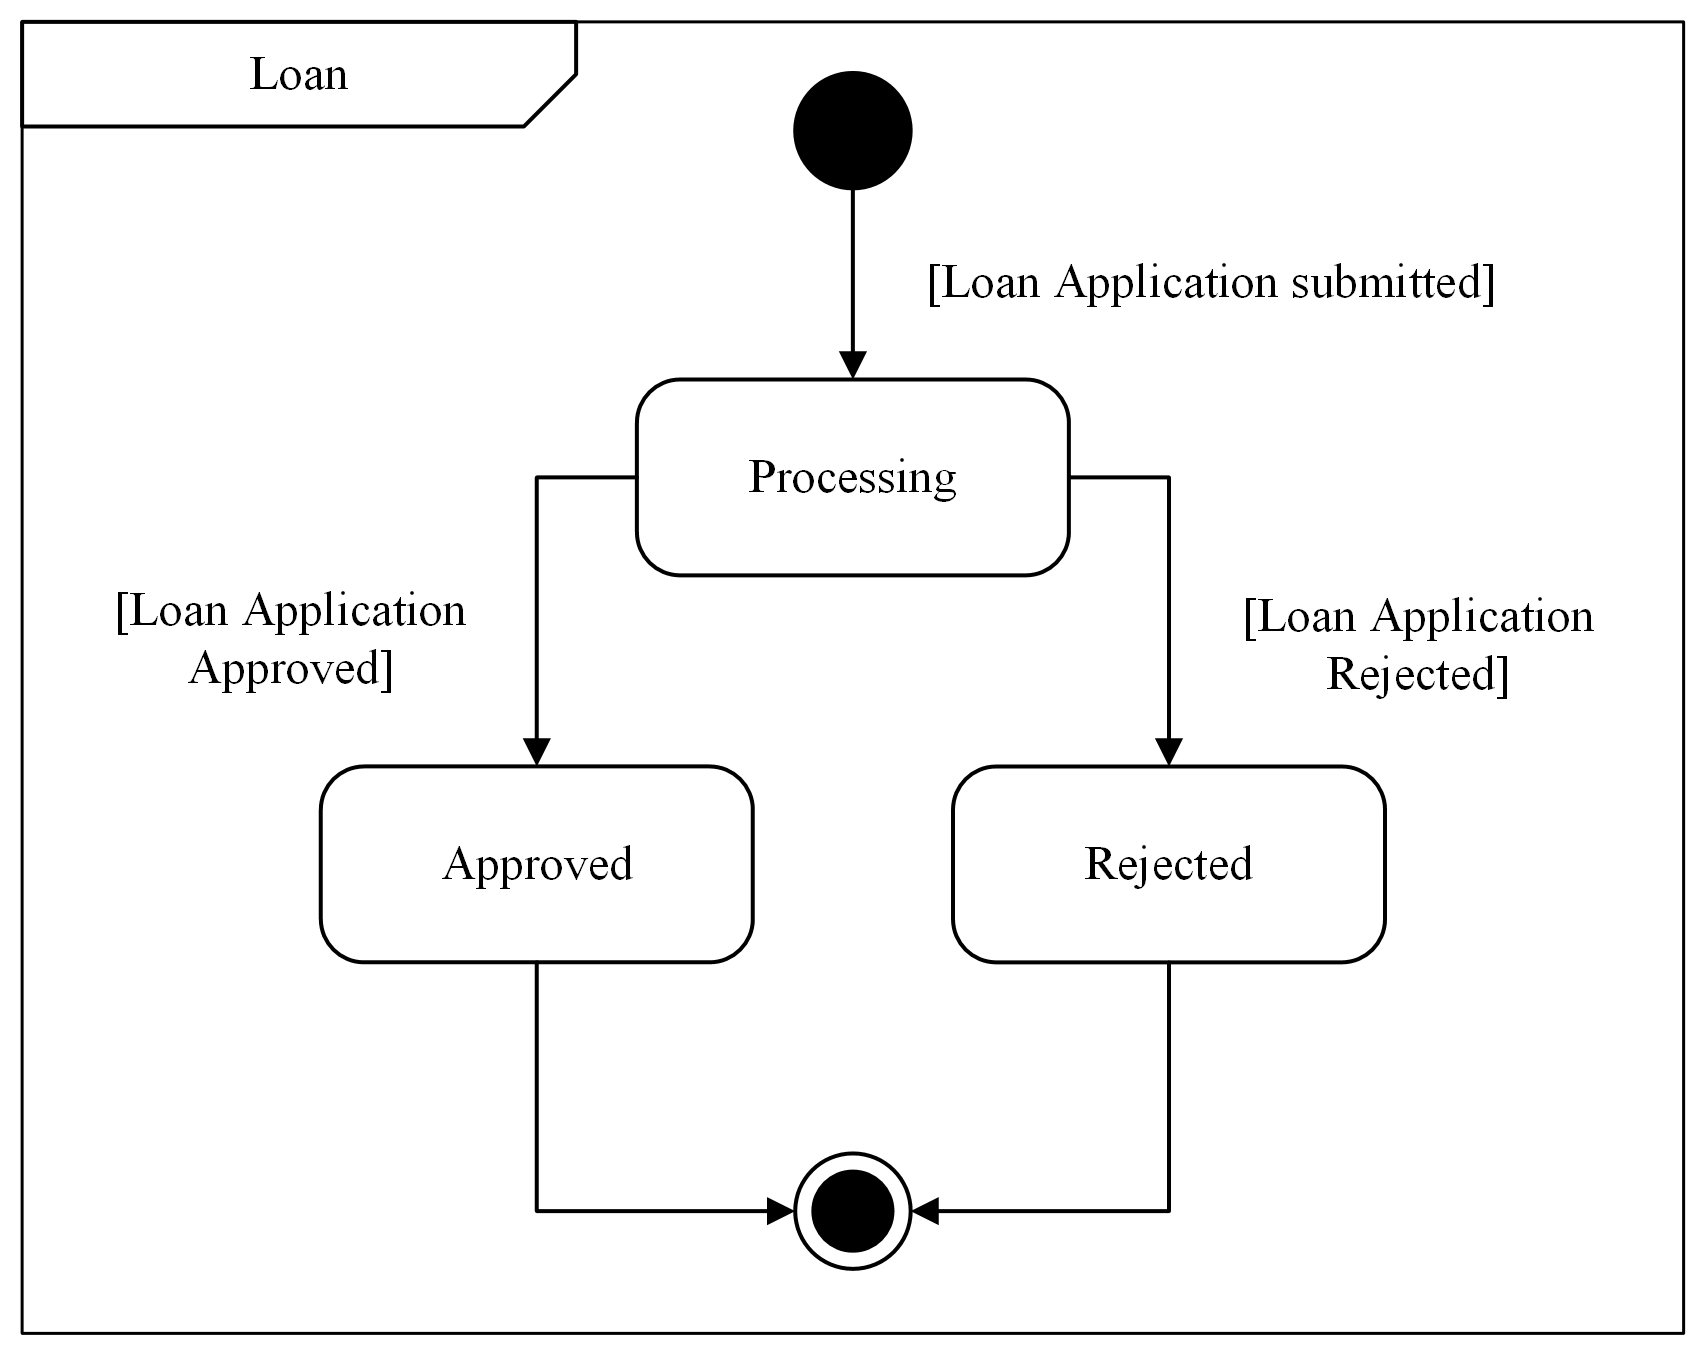 Loan
[Loan Application submitted]
Processing
[Loan Application
Approved]
[Loan Application
Rejected]
Approved
Rejected